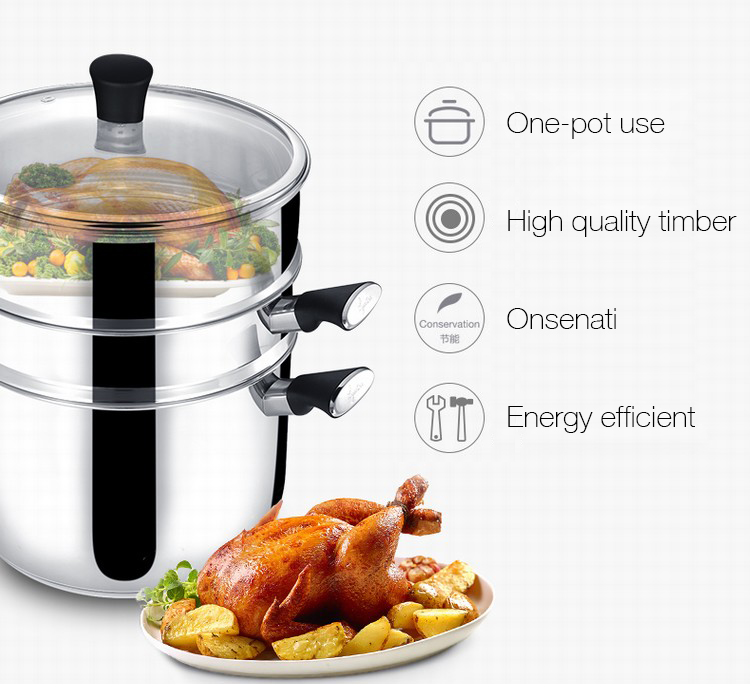 One-pot use
High quality timber
Conservation
节能
Onsenati
Energy efficient